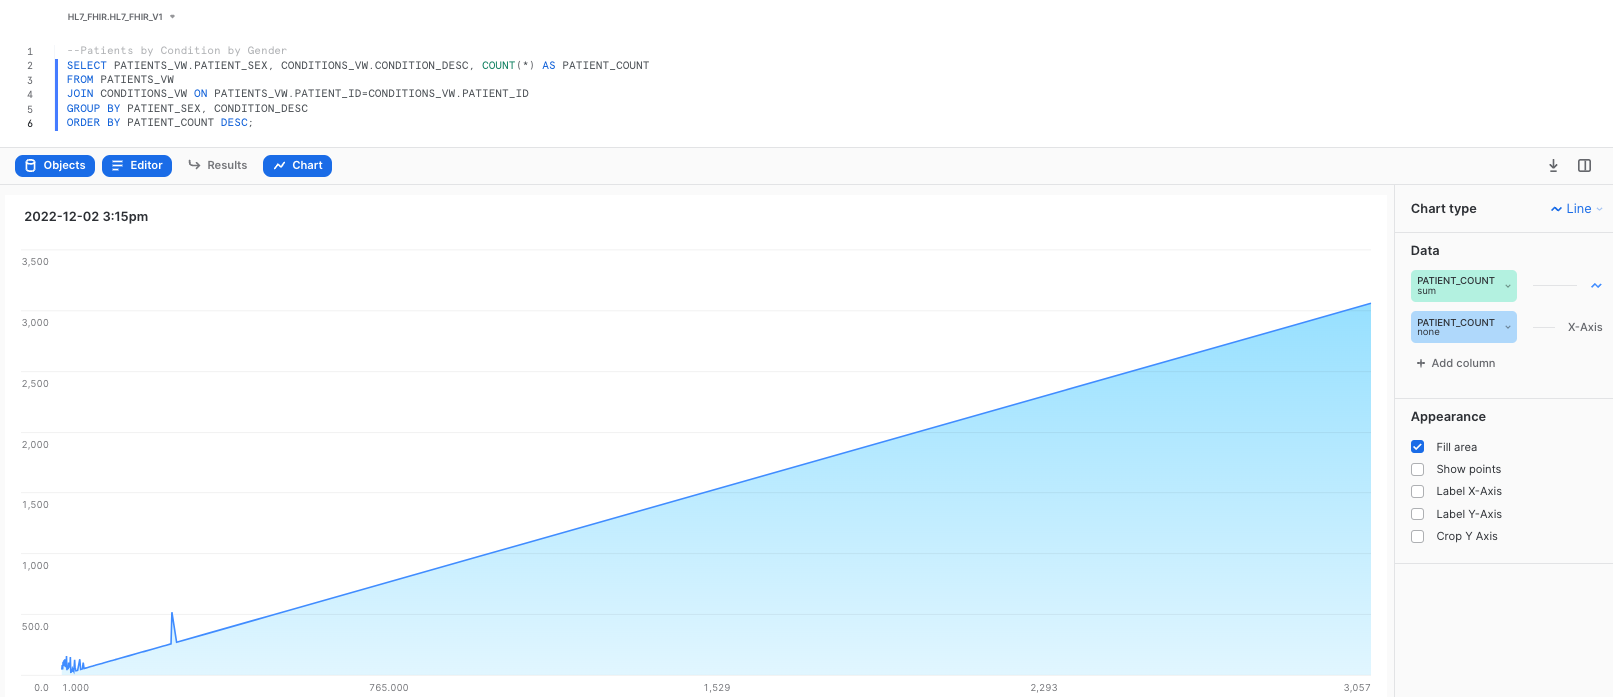 HL7_FHIR.HL7_FHIR_V1
1 --Patients by Condition by Gender
2 SELECT PATIENTS_VW.PATIENT_SEX, CONDITIONS_VW.CONDITION_DESC, COUNT(*) AS PATIENT_COUNT
3 FROM PATIENTS_VW
4 JOIN CONDITIONS_VW ON PATIENTS_VW.PATIENT_ID=CONDITIONS_VW.PATIENT_ID
5 GROUP BY PATIENT_SEX, CONDITION_DESC
6 ORDER BY PATIENT_COUNT DESC;
Objects Editor Results Chart
2022-12-02 3:15pm
3,500
3,000
2,500
2,000
1,500
1,000
500.0
0.0 1.000 765.000 1,529 2,293 3,057
Chart type Line
Data
PATIENT_COUNT
sum
PATIENT_COUNT
none X-Axis
+ Add column
Appearance
Fill area
Show points
Label X-Axis
Label Y-Axis
Crop Y Axis